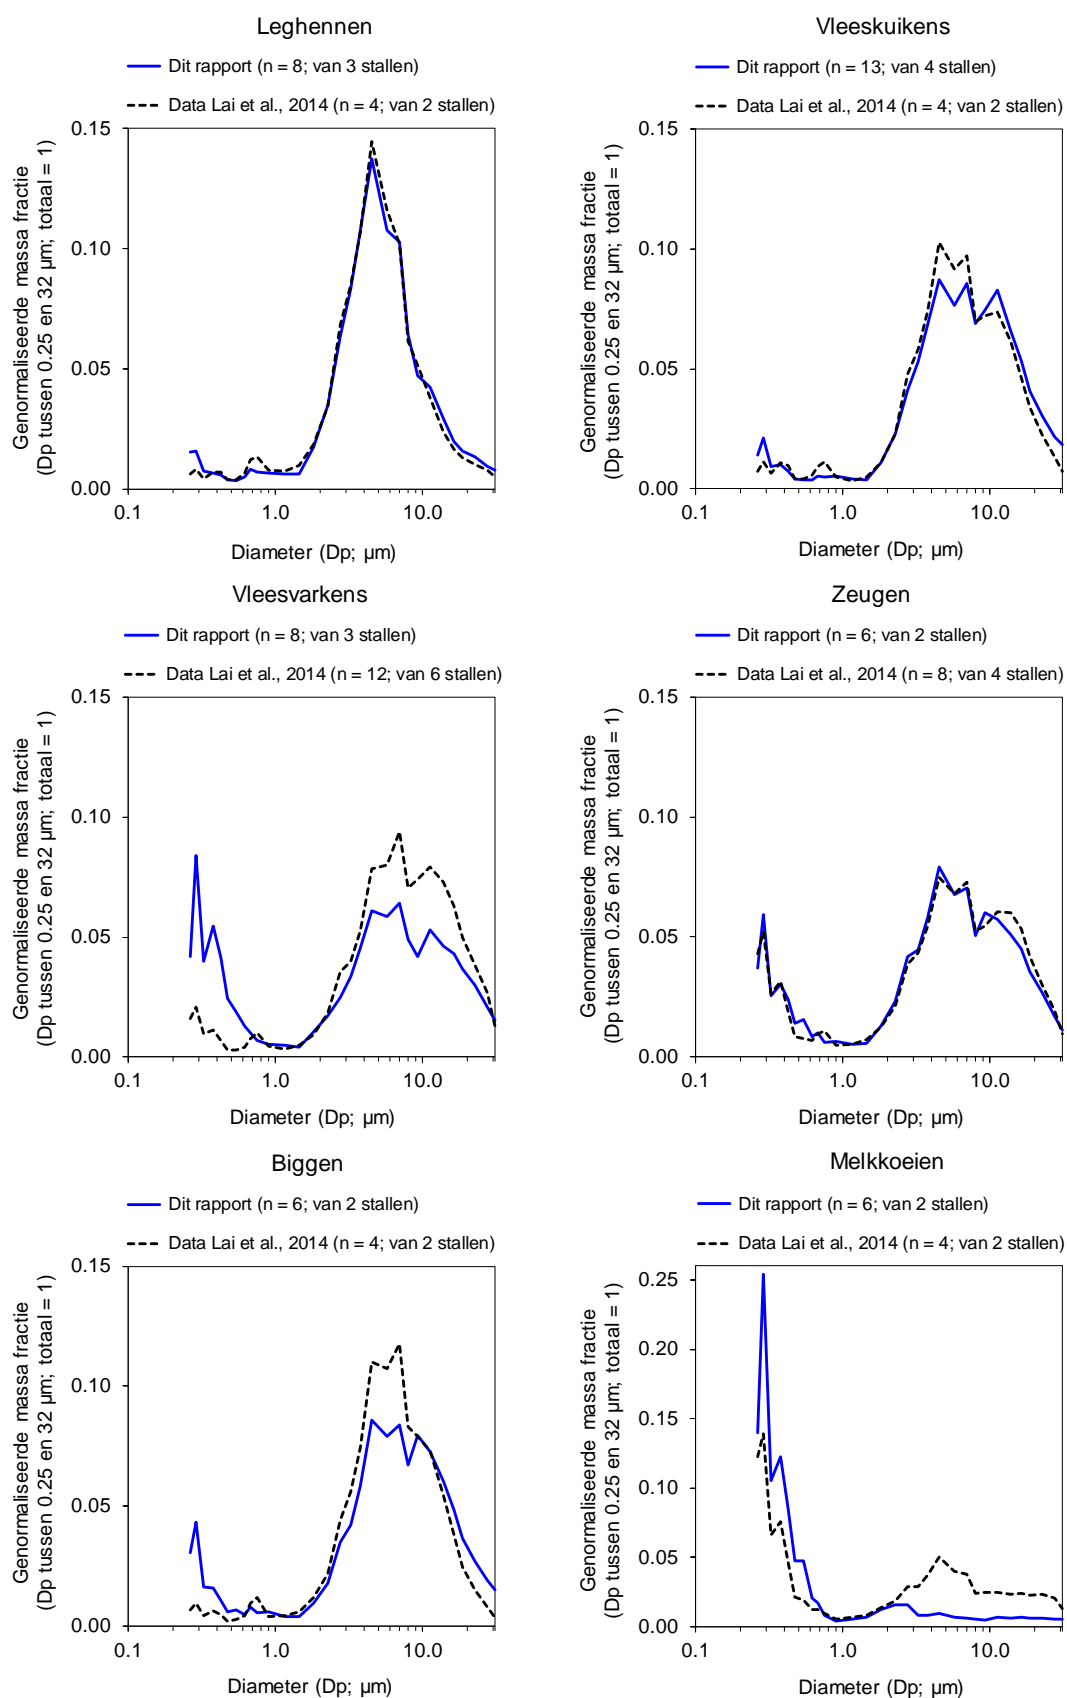 Leghennen
Dit rapport (n = 8; van 3 stallen)
Data Lai et al., 2014 (n = 4; van 2 stallen)
Genormaliseerde massa fractie
(Dp tussen 0.25 en 32 µm; totaal = 1)
0.15
0.10
0.05
0.00
0.1
1.0
10.0
Diameter (Dp; µm)
Vleeskuikens
Dit rapport (n = 13; van 4 stallen)
Data Lai et al., 2014 (n = 4; van 2 stallen)
Genormaliseerde massa fractie
(Dp tussen 0.25 en 32 µm; totaal = 1)
0.15
0.10
0.05
0.00
0.1
1.0
10.0
Diameter (Dp; µm)
Vleesvarkens
Dit rapport (n = 8; van 3 stallen)
Data Lai et al., 2014 (n = 12; van 6 stallen)
Genormaliseerde massa fractie
(Dp tussen 0.25 en 32 µm; totaal = 1)
0.15
0.10
0.05
0.00
0.1
1.0
10.0
Diameter (Dp; µm)
Zeugen
Dit rapport (n = 6; van 2 stallen)
Data Lai et al., 2014 (n = 8; van 4 stallen)
Genormaliseerde massa fractie
(Dp tussen 0.25 en 32 µm; totaal = 1)
0.15
0.10
0.05
0.00
0.1
1.0
10.0
Diameter (Dp; µm)
Biggen
Dit rapport (n = 6; van 2 stallen)
Data Lai et al., 2014 (n = 4; van 2 stallen)
Genormaliseerde massa fractie
(Dp tussen 0.25 en 32 µm; totaal = 1)
0.15
0.10
0.05
0.00
0.1
1.0
10.0
Diameter (Dp; µm)
Melkkoeien
Dit rapport (n = 6; van 2 stallen)
Data Lai et al., 2014 (n = 4; van 2 stallen)
Genormaliseerde massa fractie
(Dp tussen 0.25 en 32 µm; totaal = 1)
0.25
0.20
0.15
0.10
0.05
0.00
0.1
1.0
10.0
Diameter (Dp; µm)